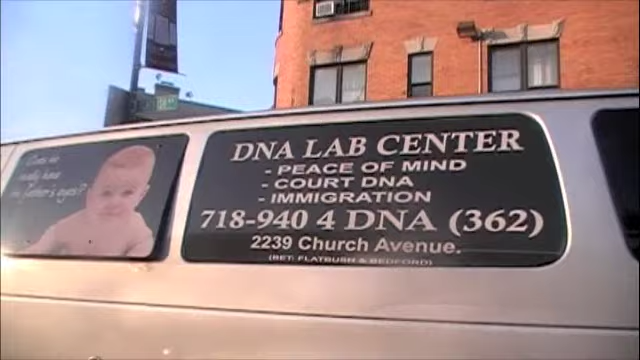 Does he
really have
his father's eyes?
DNA LAB CENTER
- PEACE OF MIND
- COURT DNA
- IMMIGRATION
718-940 4 DNA (362)
2239 Church Avenue.
(BET: FLATBUSH & BEDFORD)